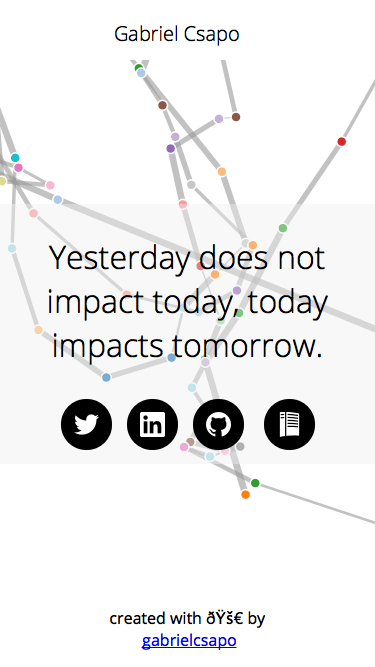 Gabriel Csapo
Yesterday does not
impact today, today
impacts tomorrow.
created with ðŸš€ by
gabrielcsapo